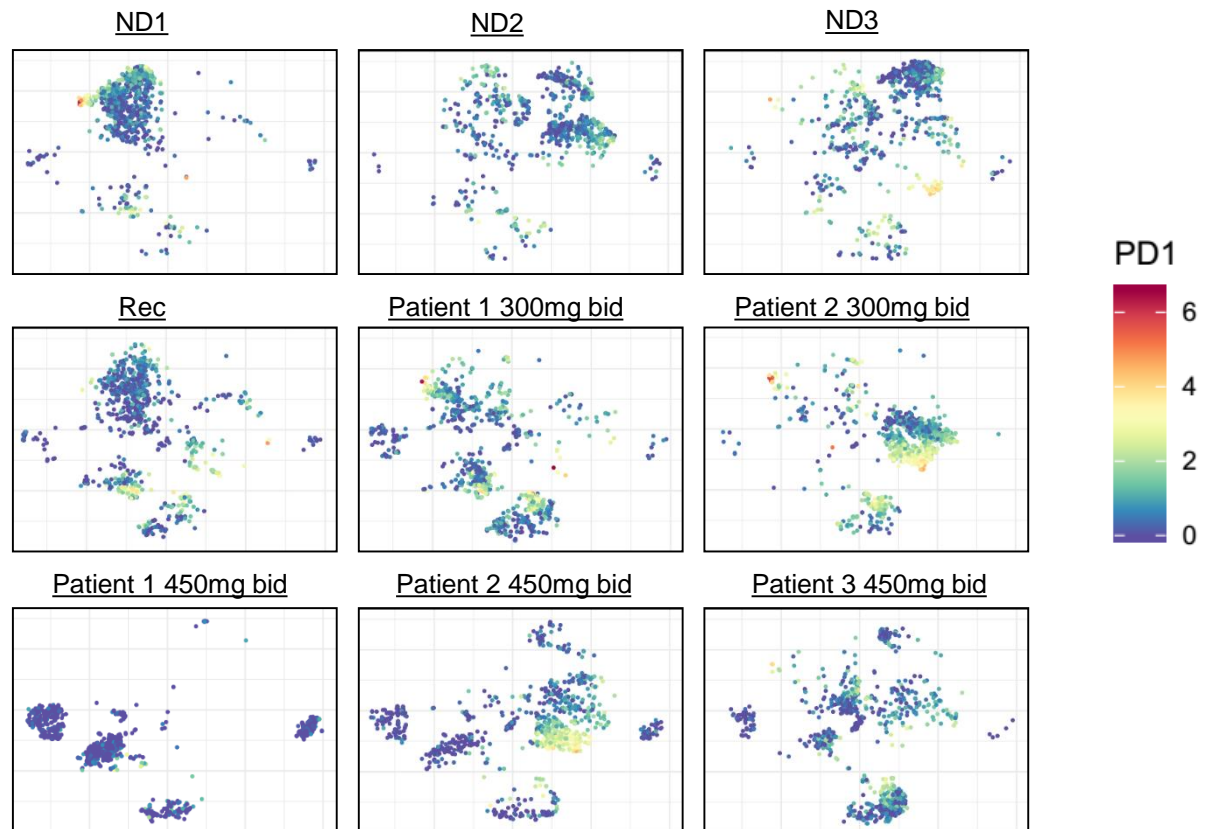 ND1
ND2
ND3
Rec
Patient 1 300mg bid
Patient 2 300mg bid
Patient 1 450mg bid
Patient 2 450mg bid
Patient 3 450mg bid
PD1
6
4
2
0